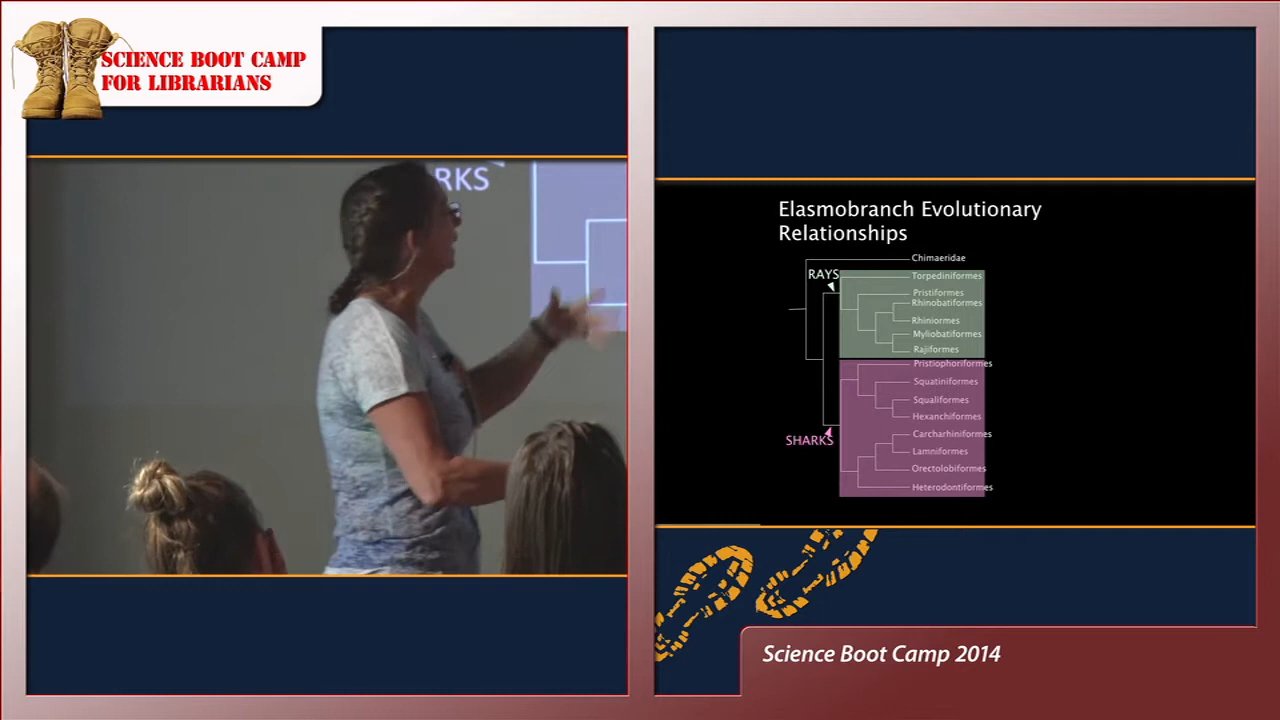 SCIENCE BOOT CAMP
FOR LIBRARIANS
RKS
Elasmobranch Evolutionary
Relationships
Chimaeridae
RAYS
Torpediniformes
Pristiformes
Rhinobatiformes
Rhiniormes
Myliobatiformes
Rajiformes
Pristiophoriformes
Squatiniformes
Squaliformes
Hexanchiformes
Carcharhiniformes
SHARKS
Lamniformes
Orectolobiformes
Heterodontiformes
Science Boot Camp 2014